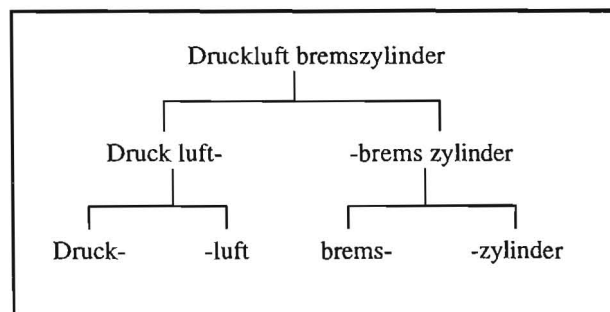 Druckluft bremszylinder
Druck luft- -brems zylinder
Druck- -luft brems- -zylinder